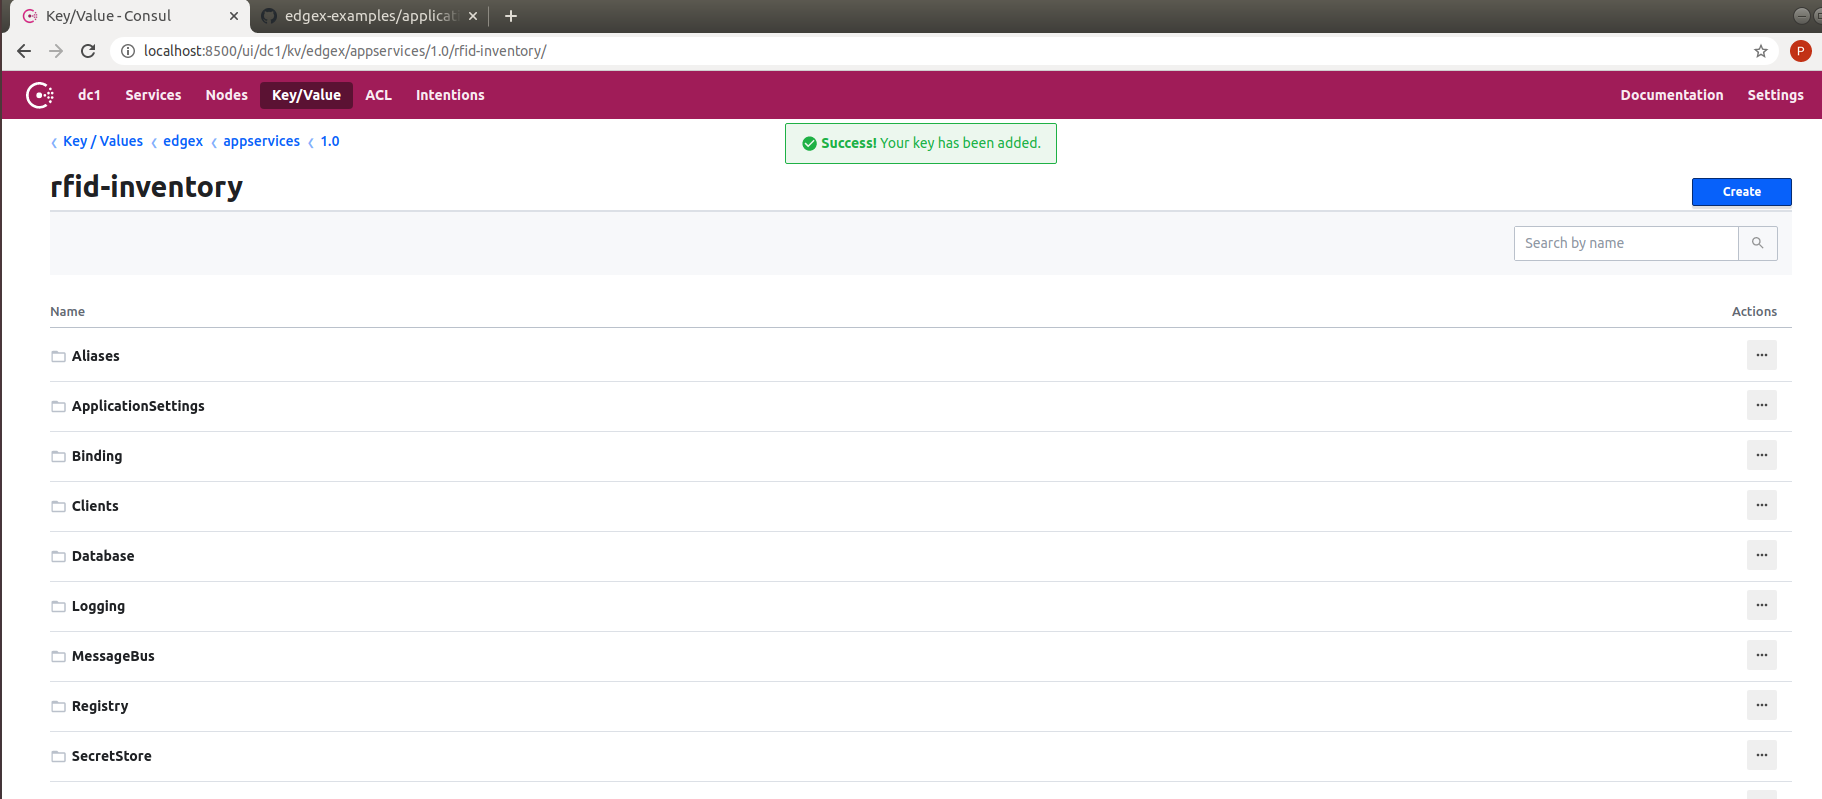 Key/Value - Consul
edgex-examples/applicat
localhost:8500/ui/dc1/kv/edgex/appservices/1.0/rfid-inventory/
P
dc1 Services Nodes Key/Value ACL Intentions Documentation Settings
Key / Values edgex appservices 1.0
Success! Your key has been added.
rfid-inventory
Create
Search by name
Name Actions
Aliases
ApplicationSettings
Binding
Clients
Database
Logging
MessageBus
Registry
SecretStore